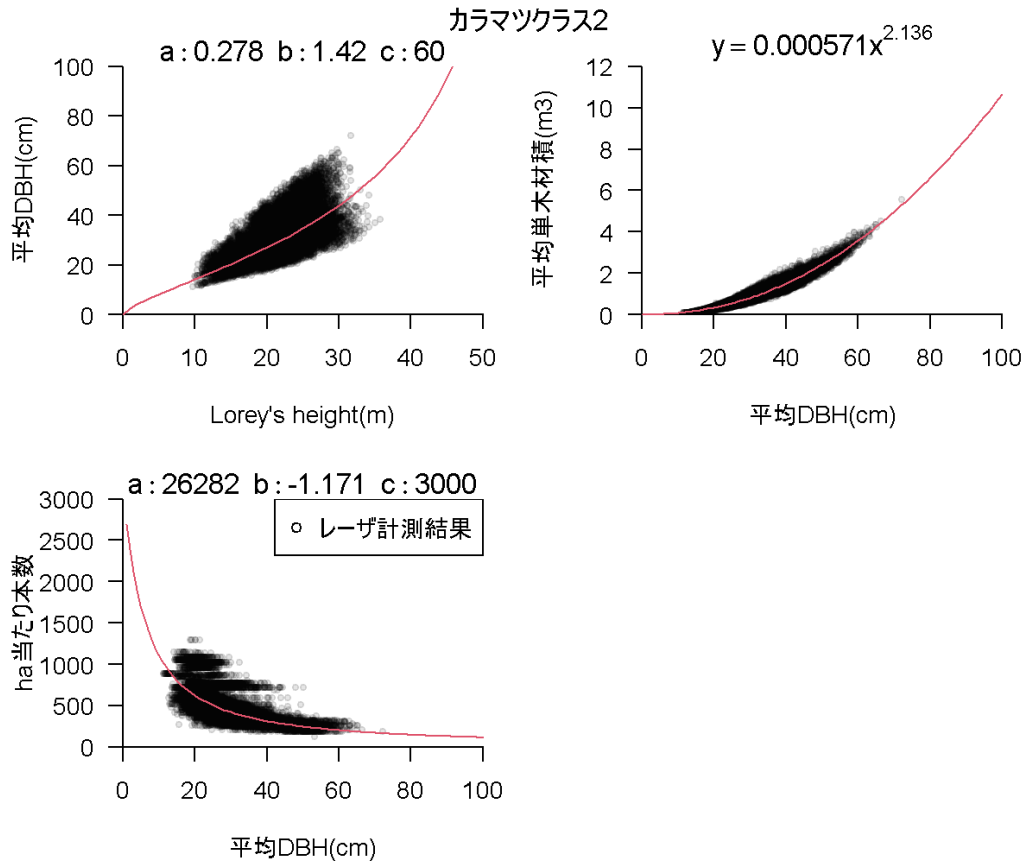 カラマツクラス2
a : 0.278 b : 1.42 c : 60
平均DBH(cm)
100
80
60
40
20
0
0 10 20 30 40 50
Lorey's height(m)
y = 0.000571x^2.136
平均単木材積(m3)
12
10
8
6
4
2
0
0 20 40 60 80 100
平均DBH(cm)
a : 26282 b : -1.171 c : 3000
レーザ計測結果
ha当たり本数
3000
2500
2000
1500
1000
500
0
0 20 40 60 80 100
平均DBH(cm)